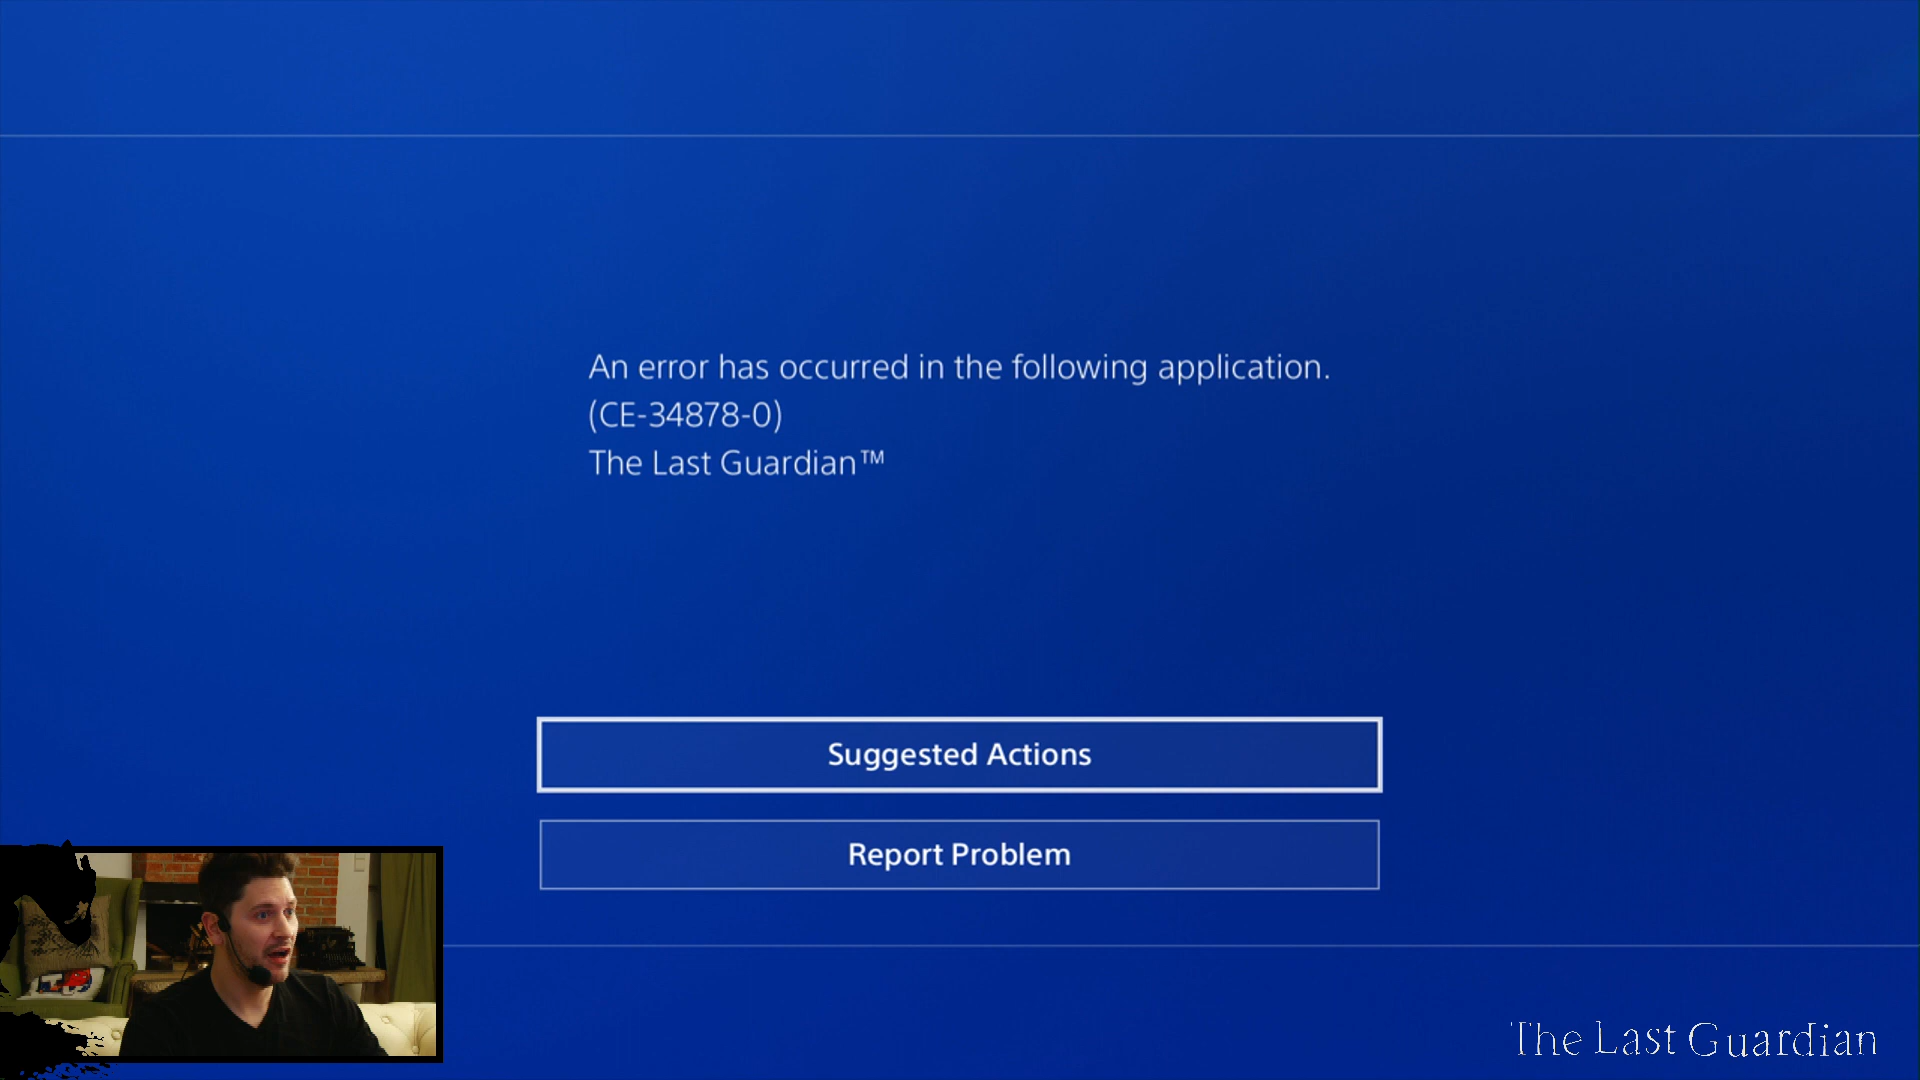 An error has occurred in the following application.
(CE-34878-0)
The Last Guardian™
Suggested Actions
Report Problem
The Last Guardian